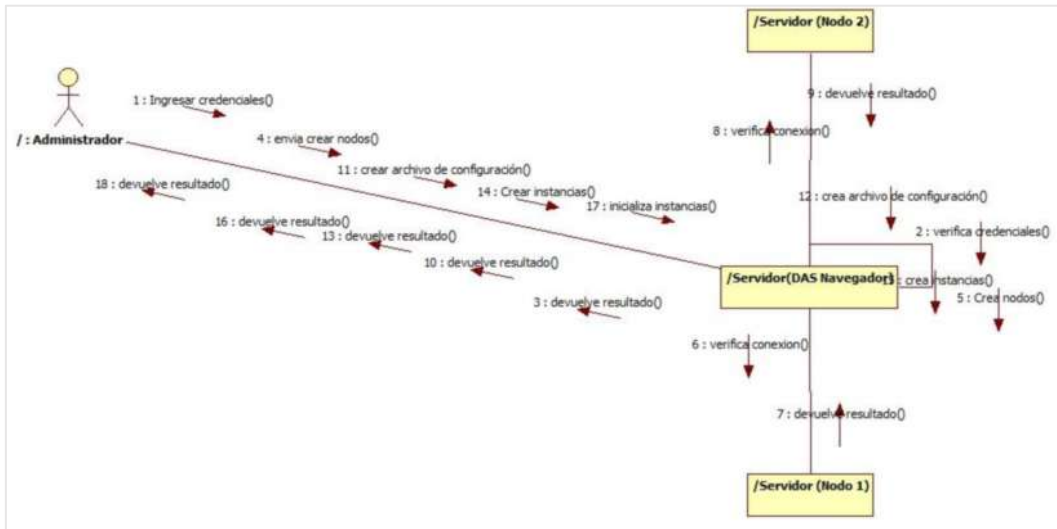 /Servidor (Nodo 2)
1 : Ingresar credenciales()
9 : devuelve resultado()
/ : Administrador
4 : envia crear nodos()
8 : verifica conexion()
11 : crear archivo de configuración()
18 : devuelve resultado()
14 : Crear instancias()
17 : inicializa instancias()
12 : crea archivo de configuración()
16 : devuelve resultado()
13 : devuelve resultado()
2 : verifica credenciales()
10 : devuelve resultado()
/Servidor(DAS Navegador)
15 : crea instancias()
5 : Crea nodos()
3 : devuelve resultado()
6 : verifica conexion()
7 : devuelve resultado()
/Servidor (Nodo 1)